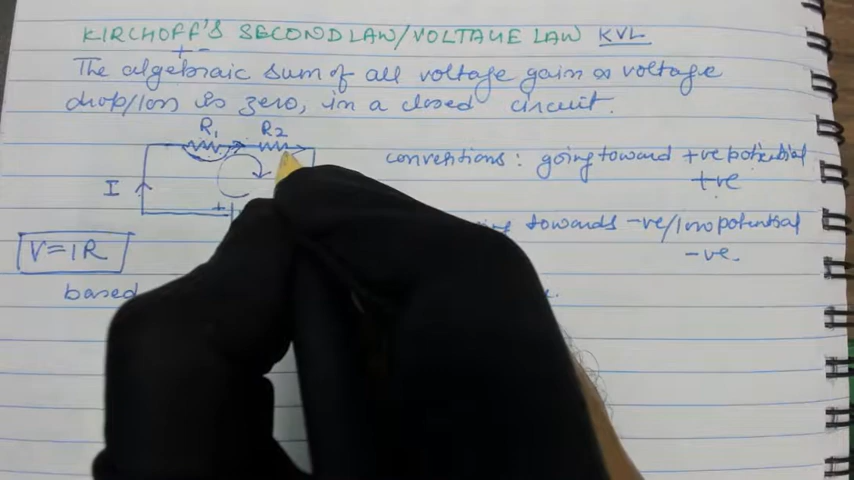 KIRCHOFF'S SECOND LAW/VOLTAGE LAW KVL
+ -
The algebraic sum of all voltage gain or voltage
drop/loss is zero, in a closed circuit.
R1 R2
conventions: going toward +ve potential
+ve
I
+
towards -ve/low potential
-ve.
V=IR
based